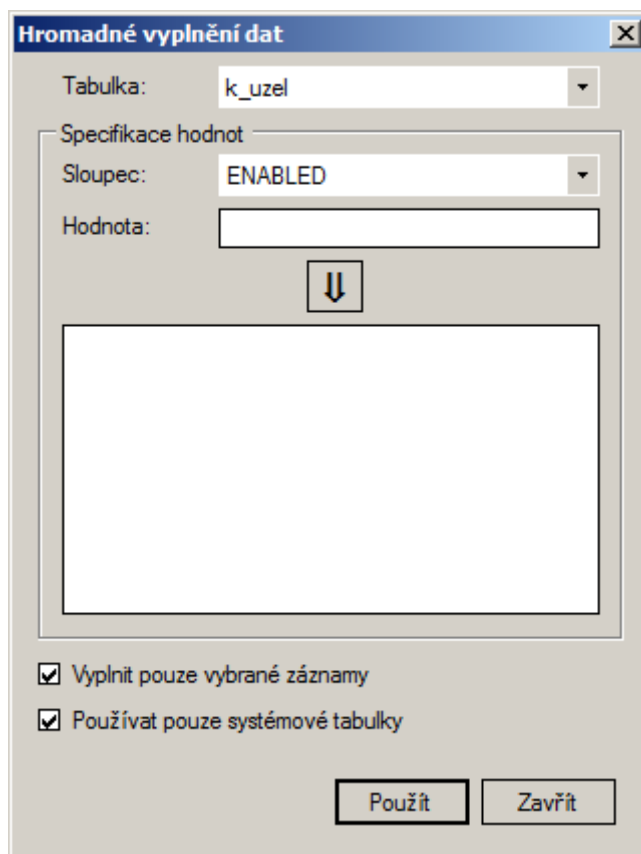 Hromadné vyplnění dat
Tabulka: k_uzel
Specifikace hodnot
Sloupec: ENABLED
Hodnota:
⇓
Vyplnit pouze vybrané záznamy
Používat pouze systémové tabulky
Použít Zavřít